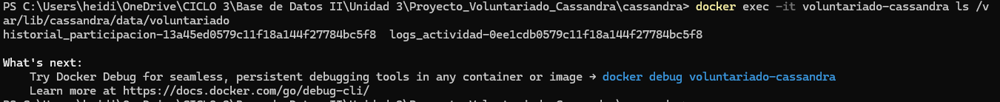 PS C:\Users\heidi\OneDrive\CICLO 3\Base de Datos II\Unidad 3\Proyecto_Voluntariado_Cassandra\cassandra> docker exec -it voluntariado-cassandra ls /v
ar/lib/cassandra/data/voluntariado
historial_participacion-13a45ed0579c11f18a144f27784bc5f8  logs_actividad-0ee1cdb0579c11f18a144f27784bc5f8
What's next:
Try Docker Debug for seamless, persistent debugging tools in any container or image → docker debug voluntariado-cassandra
Learn more at https://docs.docker.com/go/debug-cli/